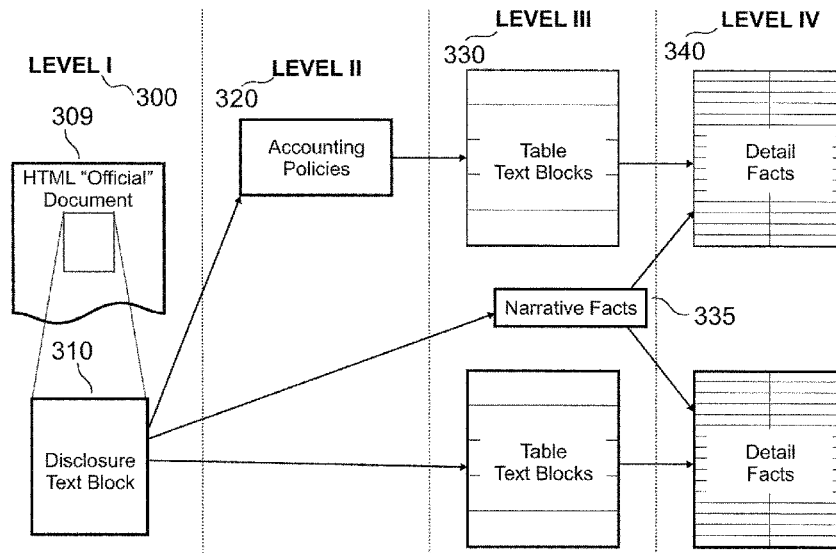 LEVEL I
300
309
HTML “Official”
Document
310
Disclosure
Text Block
LEVEL II
320
Accounting
Policies
LEVEL III
330
Table
Text Blocks
Narrative Facts
335
Table
Text Blocks
LEVEL IV
340
Detail
Facts
Detail
Facts